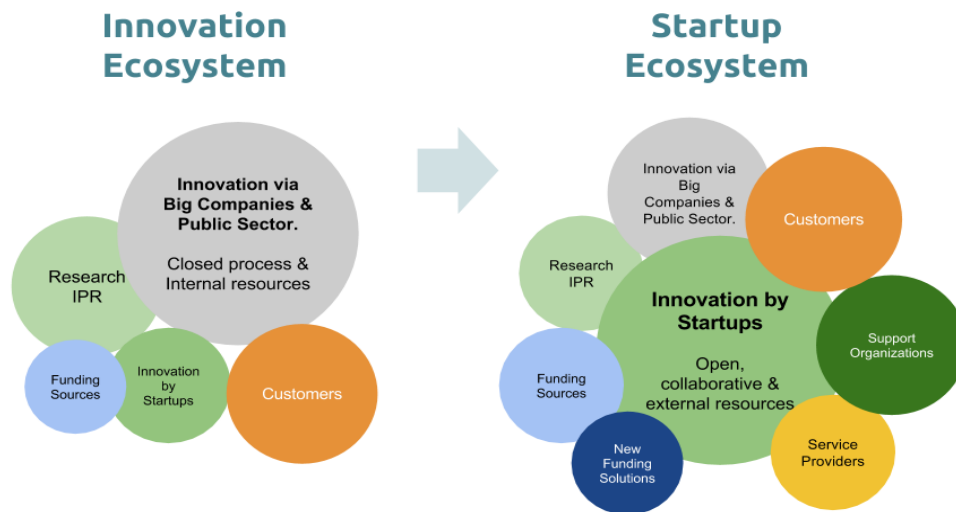 Innovation
Ecosystem
Innovation via
Big Companies &
Public Sector.
Closed process &
Internal resources
Research
IPR
Funding
Sources
Innovation
by
Startups
Customers
Startup
Ecosystem
Innovation via
Big
Companies &
Public Sector.
Customers
Research
IPR
Innovation by
Startups
Open,
collaborative &
external resources
Support
Organizations
Funding
Sources
New
Funding
Solutions
Service
Providers